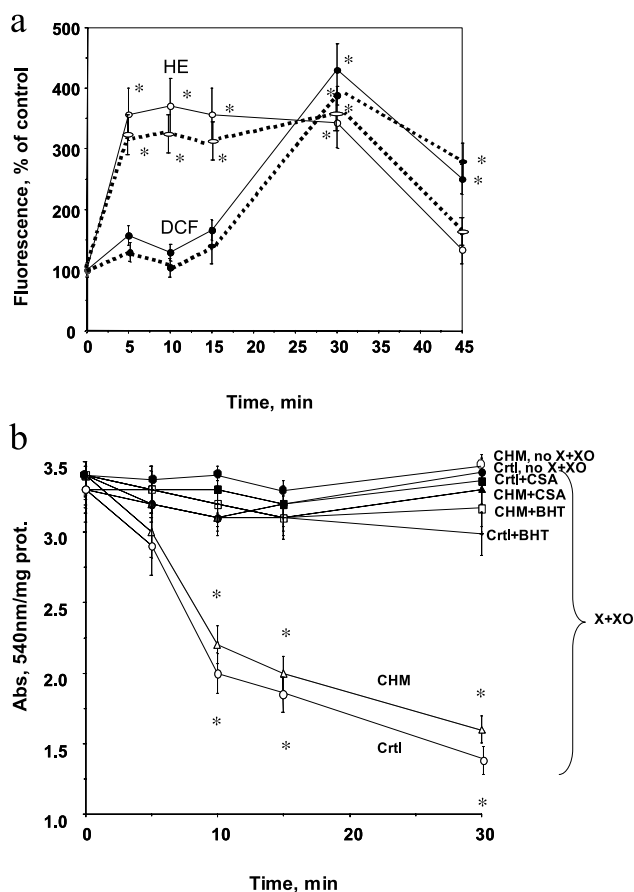 a
Fluorescence, % of control
500
400
300
200
100
0
HE
DCF
* * *
* * *
*
*
*
*
*
*
0 5 10 15 20 25 30 35 40 45
Time, min
b
Abs, 540nm/mg prot.
3.5
3.0
2.5
2.0
1.5
1.0
CHM, no X+XO
Crtl, no X+XO
Crtl+CSA
CHM+CSA
CHM+BHT
Crtl+BHT
X+XO
* * *
CHM
Crtl
* * *
0 10 20 30
Time, min